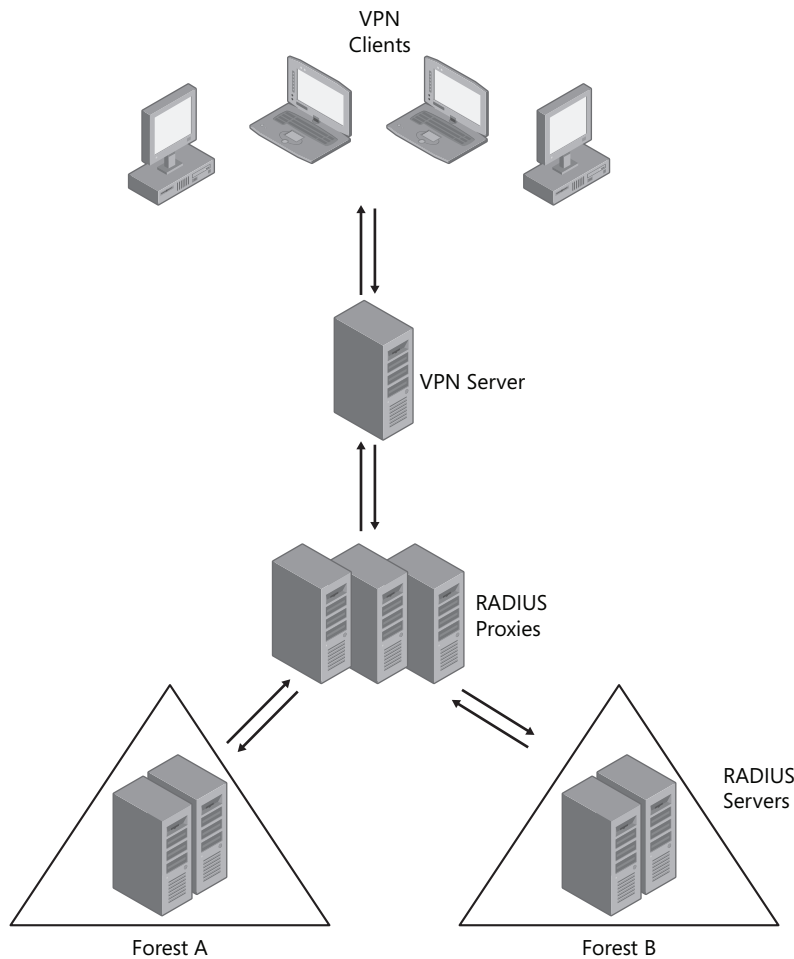 VPN
Clients
VPN Server
RADIUS
Proxies
RADIUS
Servers
Forest A
Forest B